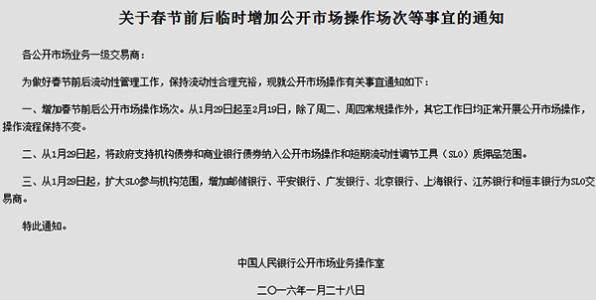 关于春节前后临时增加公开市场操作场次等事宜的通知
各公开市场业务一级交易商：
为做好春节前后流动性管理工作，保持流动性合理充裕，现就公开市场操作有关事宜通知如下：
一、增加春节前后公开市场操作场次。从1月29日起至2月19日，除了周二、周四常规操作外，其它工作日均正常开展公开市场操作，
操作流程保持不变。
二、从1月29日起，将政府支持机构债券和商业银行债券纳入公开市场操作和短期流动性调节工具（SLO）质押品范围。
三、从1月29日起，扩大SLO参与机构范围，增加邮储银行、平安银行、广发银行、北京银行、上海银行、江苏银行和恒丰银行为SLO交
易商。
特此通知。
中国人民银行公开市场业务操作室
二〇一六年一月二十八日